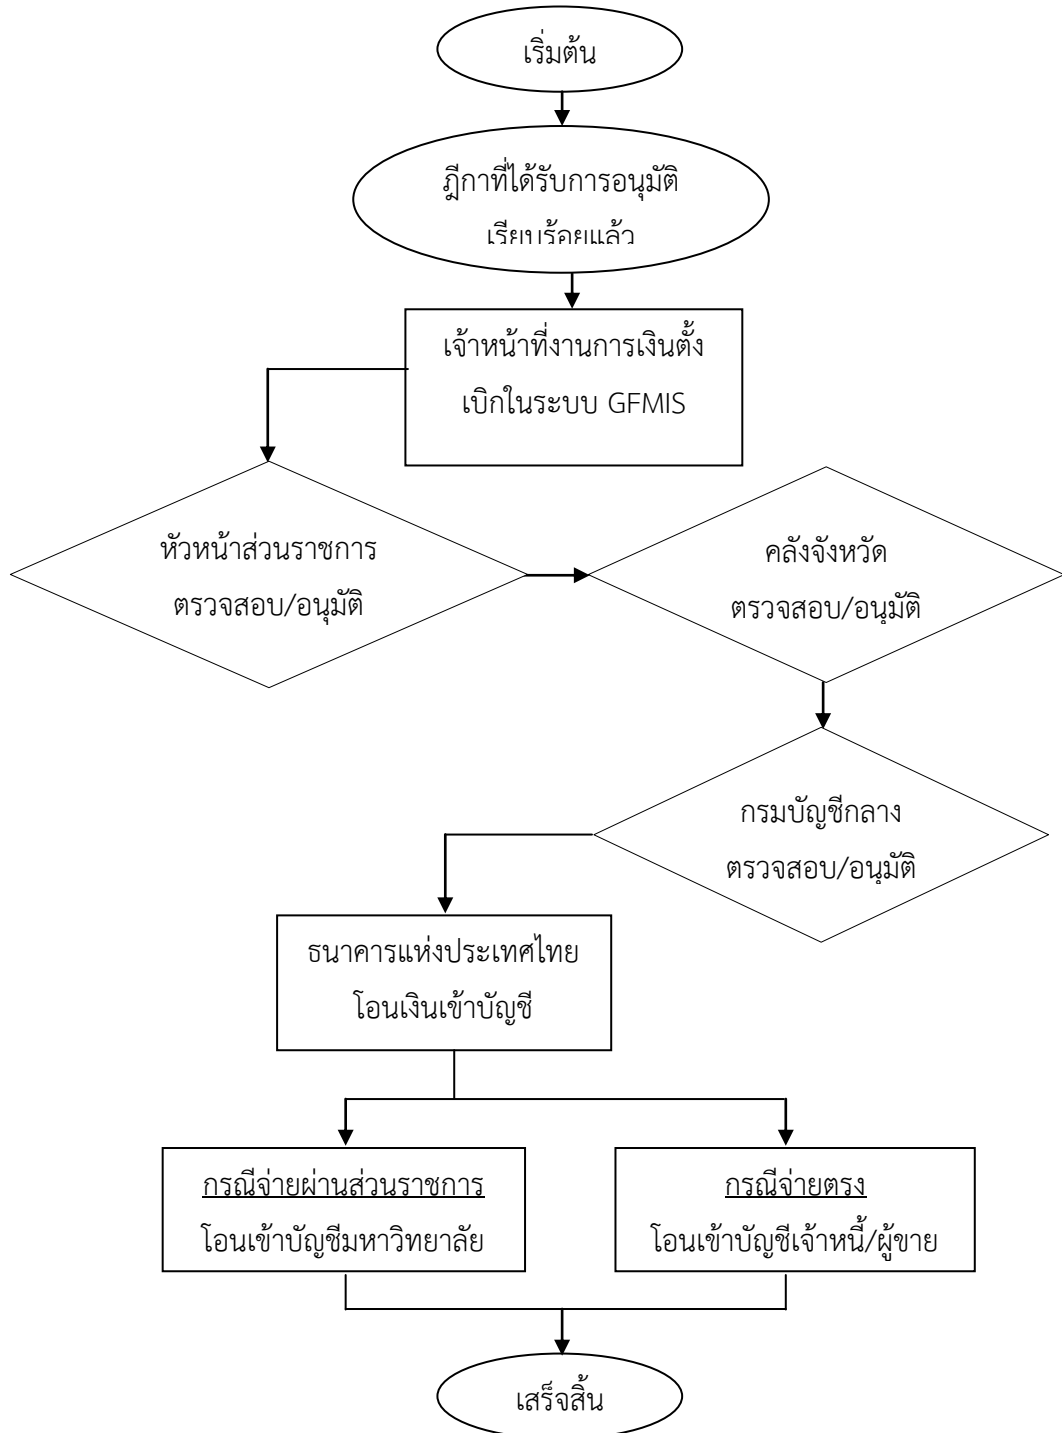 เริ่มต้น
ฎีกาที่ได้รับการอนุมัติ
เรียบร้อยแล้ว
เจ้าหน้าที่งานการเงินตั้ง
เบิกในระบบ GFMIS
หัวหน้าส่วนราชการ
ตรวจสอบ/อนุมัติ
คลังจังหวัด
ตรวจสอบ/อนุมัติ
กรมบัญชีกลาง
ตรวจสอบ/อนุมัติ
ธนาคารแห่งประเทศไทย
โอนเงินเข้าบัญชี
กรณีจ่ายผ่านส่วนราชการ
โอนเข้าบัญชีมหาวิทยาลัย
กรณีจ่ายตรง
โอนเข้าบัญชีเจ้าหนี้/ผู้ขาย
เสร็จสิ้น